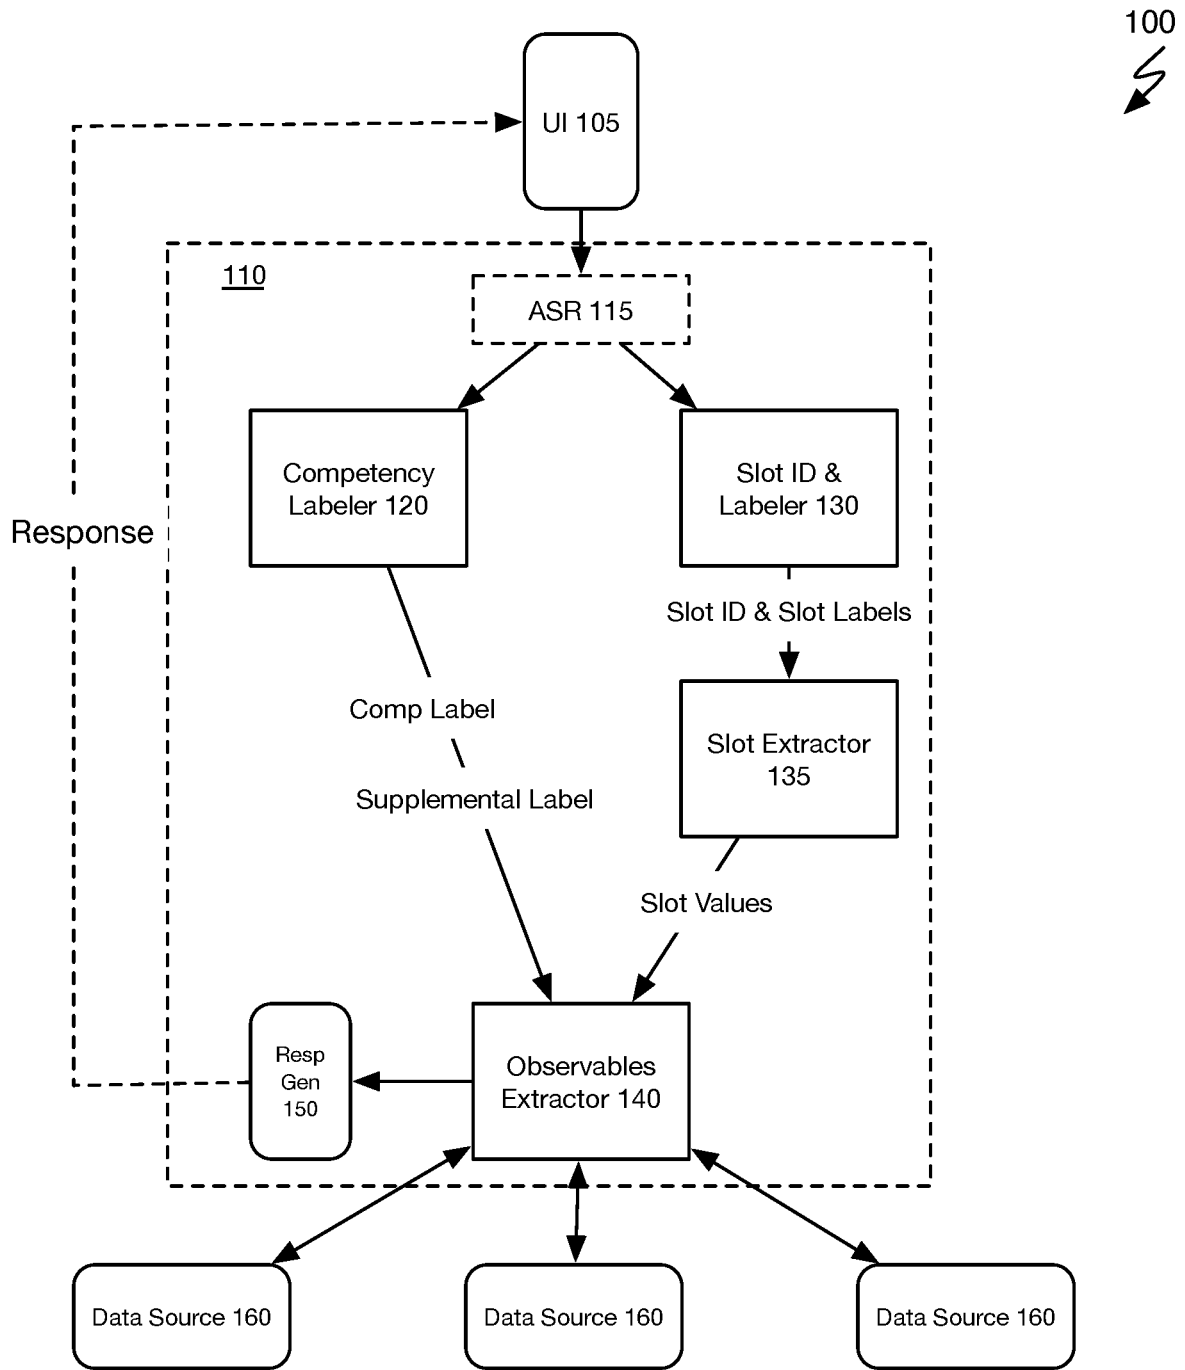 100
UI 105
110
ASR 115
Competency
Labeler 120
Slot ID &
Labeler 130
Response
Slot ID & Slot Labels
Comp Label
Slot Extractor
135
Supplemental Label
Slot Values
Resp
Gen
150
Observables
Extractor 140
Data Source 160
Data Source 160
Data Source 160